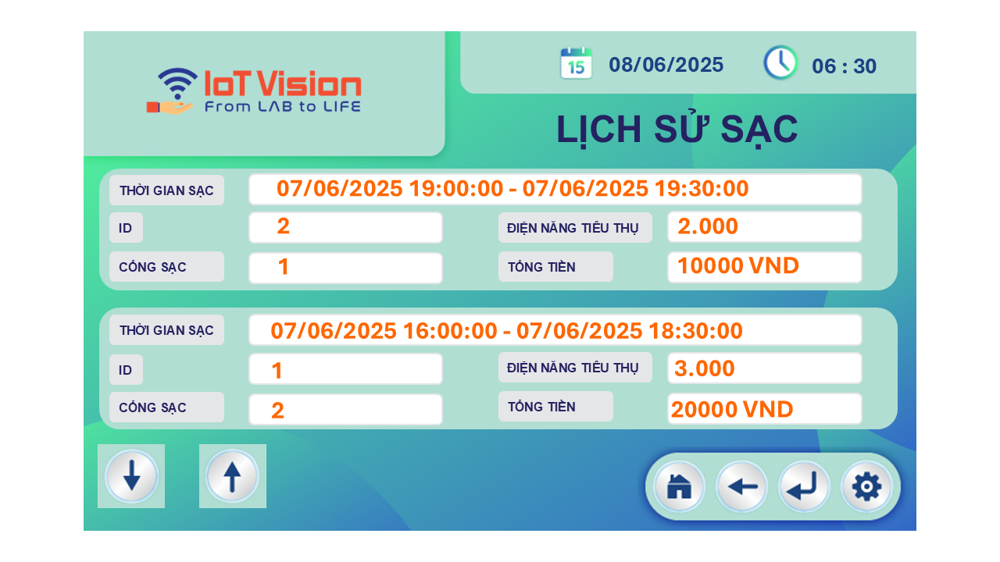 IoT Vision
From LAB to LIFE
15
08/06/2025
06 : 30
LỊCH SỬ SẠC
THỜI GIAN SẠC
07/06/2025 19:00:00 - 07/06/2025 19:30:00
ID
2
ĐIỆN NĂNG TIÊU THỤ
2.000
CỔNG SẠC
1
TỔNG TIỀN
10000 VND
THỜI GIAN SẠC
07/06/2025 16:00:00 - 07/06/2025 18:30:00
ID
1
ĐIỆN NĂNG TIÊU THỤ
3.000
CỔNG SẠC
2
TỔNG TIỀN
20000 VND